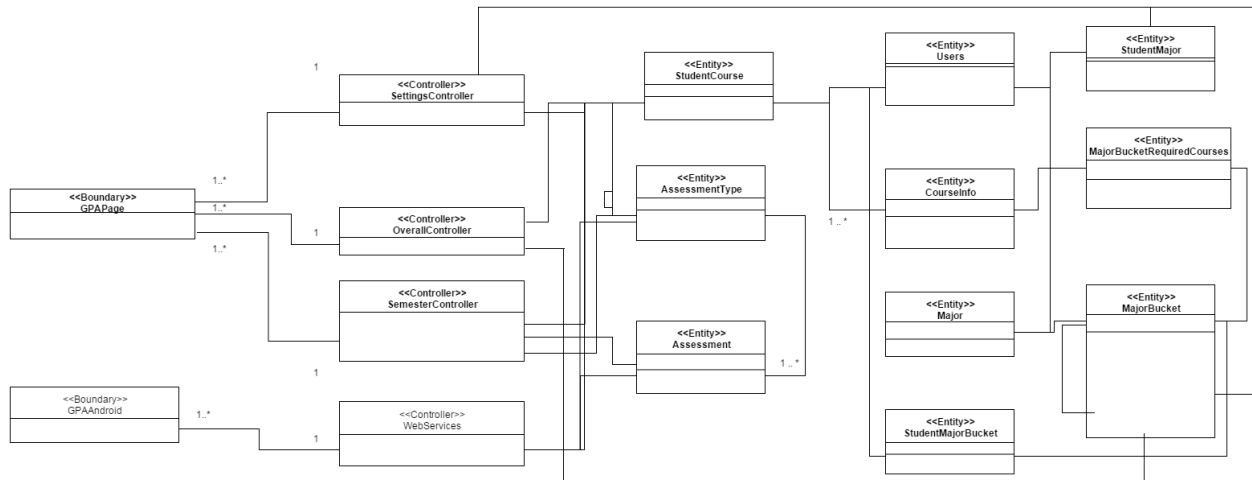 <<Boundary>>
GPAPage
<<Boundary>>
GPAAndroid
1..*
1..*
1..*
1..*
1
1
1
1
<<Controller>>
SettingsController
<<Controller>>
OverallController
<<Controller>>
SemesterController
<<Controller>>
WebServices
<<Entity>>
StudentCourse
<<Entity>>
AssessmentType
<<Entity>>
Assessment
1 .. *
1 .. *
<<Entity>>
Users
<<Entity>>
CourseInfo
<<Entity>>
Major
<<Entity>>
StudentMajorBucket
<<Entity>>
StudentMajor
<<Entity>>
MajorBucketRequiredCourses
<<Entity>>
MajorBucket